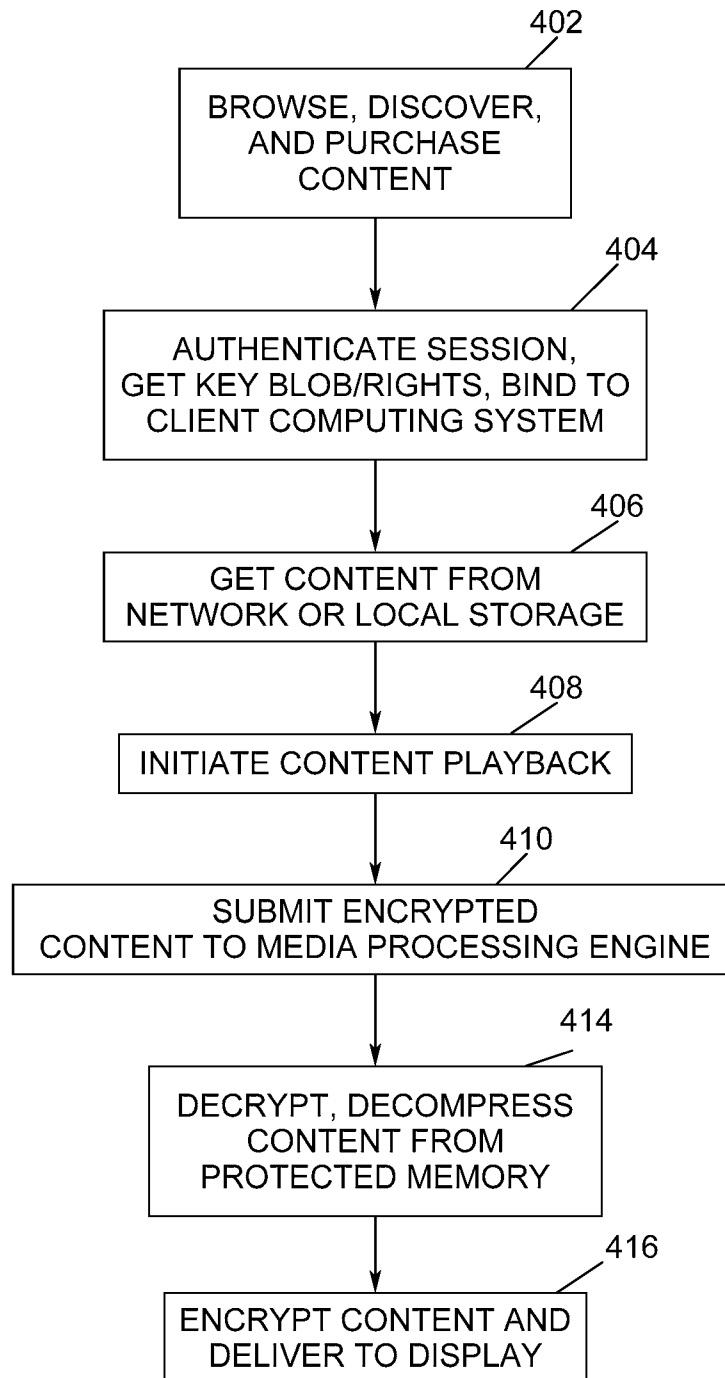 402
BROWSE, DISCOVER,
AND PURCHASE
CONTENT
404
AUTHENTICATE SESSION,
GET KEY BLOB/RIGHTS, BIND TO
CLIENT COMPUTING SYSTEM
406
GET CONTENT FROM
NETWORK OR LOCAL STORAGE
408
INITIATE CONTENT PLAYBACK
410
SUBMIT ENCRYPTED
CONTENT TO MEDIA PROCESSING ENGINE
414
DECRYPT, DECOMPRESS
CONTENT FROM
PROTECTED MEMORY
416
ENCRYPT CONTENT AND
DELIVER TO DISPLAY